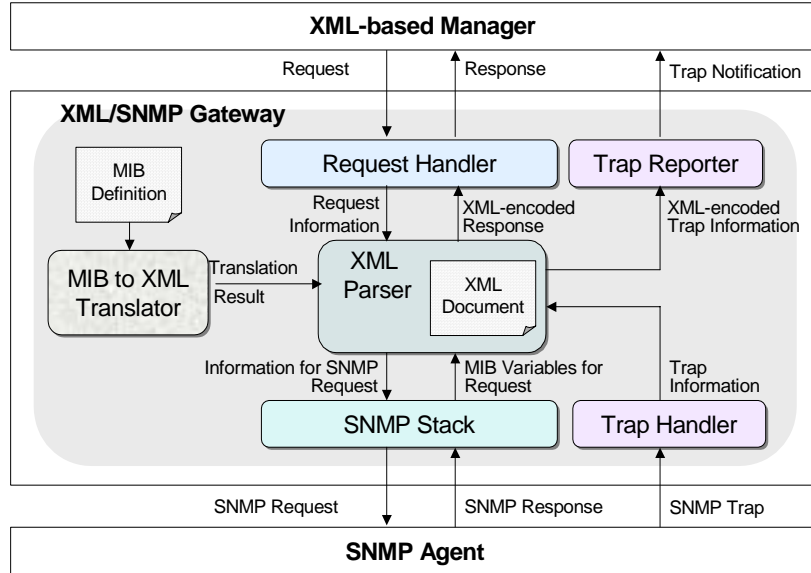 XML-based Manager
Request
Response
Trap Notification
XML/SNMP Gateway
MIB
Definition
Request Handler
Trap Reporter
Request
Information
XML-encoded
Response
XML-encoded
Trap Information
MIB to XML
Translator
Translation
Result
XML
Parser
XML
Document
Information for SNMP
Request
MIB Variables for
Request
Trap
Information
SNMP Stack
Trap Handler
SNMP Request
SNMP Response
SNMP Trap
SNMP Agent